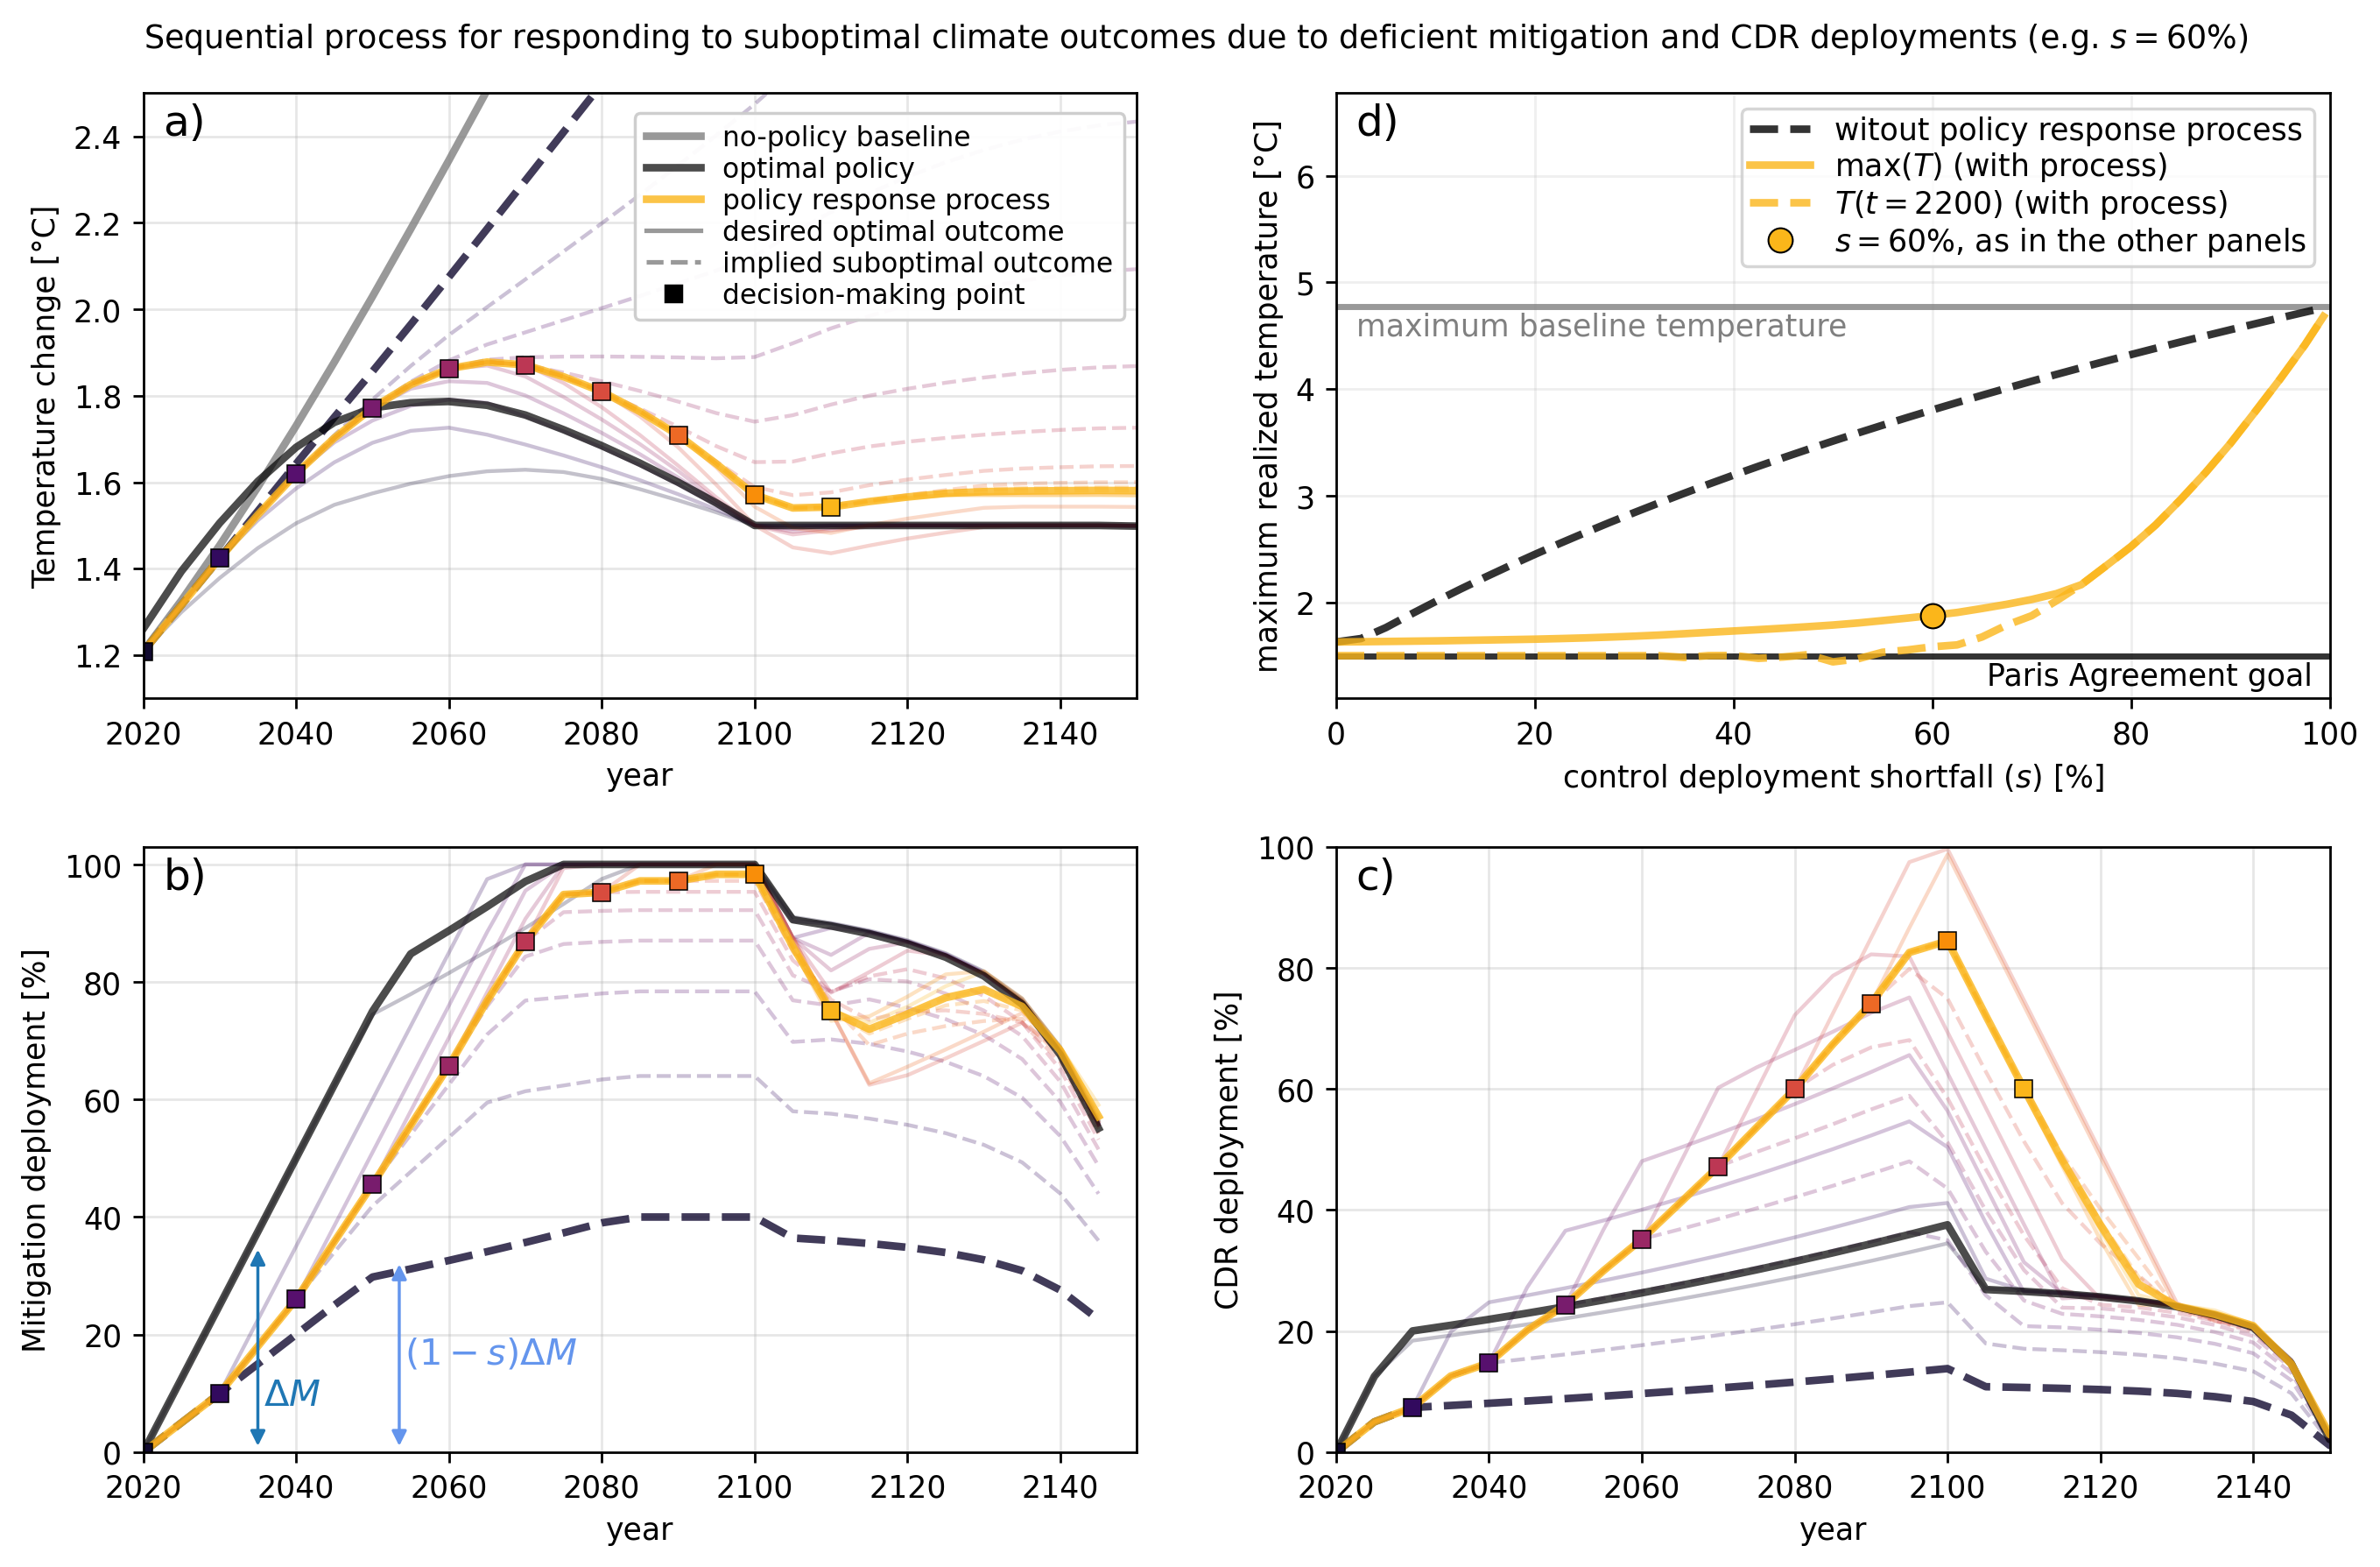 Sequential process for responding to suboptimal climate outcomes due to deficient mitigation and CDR deployments (e.g. s = 60%)
a)
Temperature change [°C]
2.4
2.2
2.0
1.8
1.6
1.4
1.2
no-policy baseline
optimal policy
policy response process
desired optimal outcome
implied suboptimal outcome
decision-making point
2020 2040 2060 2080 2100 2120 2140
year
d)
maximum realized temperature [°C]
6
5
4
3
2
witout policy response process
max(T) (with process)
T(t = 2200) (with process)
s = 60%, as in the other panels
maximum baseline temperature
Paris Agreement goal
0 20 40 60 80 100
control deployment shortfall (s) [%]
b)
Mitigation deployment [%]
100
80
60
40
20
0
(1 − s)ΔM
ΔM
2020 2040 2060 2080 2100 2120 2140
year
c)
CDR deployment [%]
100
80
60
40
20
0
2020 2040 2060 2080 2100 2120 2140
year